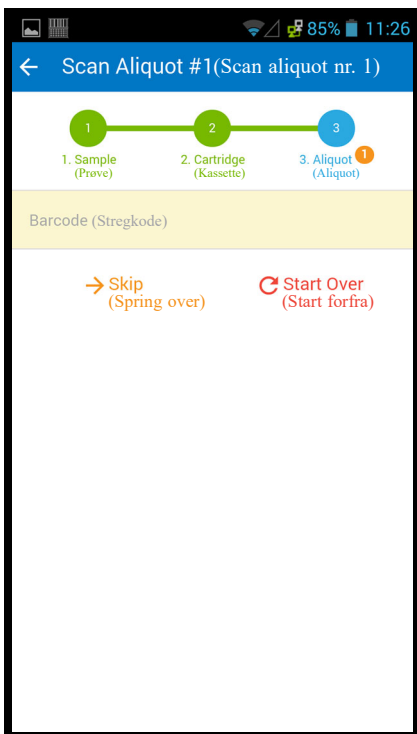 85% 11:26
Scan Aliquot #1(Scan aliquot nr. 1)
1 2 3
1. Sample 2. Cartridge 3. Aliquot 1
(Prøve) (Kassette) (Aliquot)
Barcode (Stregkode)
Skip Start Over
(Spring over) (Start forfra)